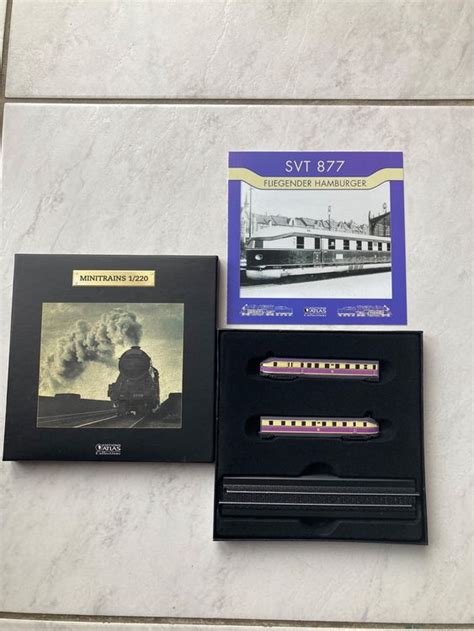 SVT 877
FLIEGENDER HAMBURGER
MINITRAINS 1/220
ATLAS
ATLAS